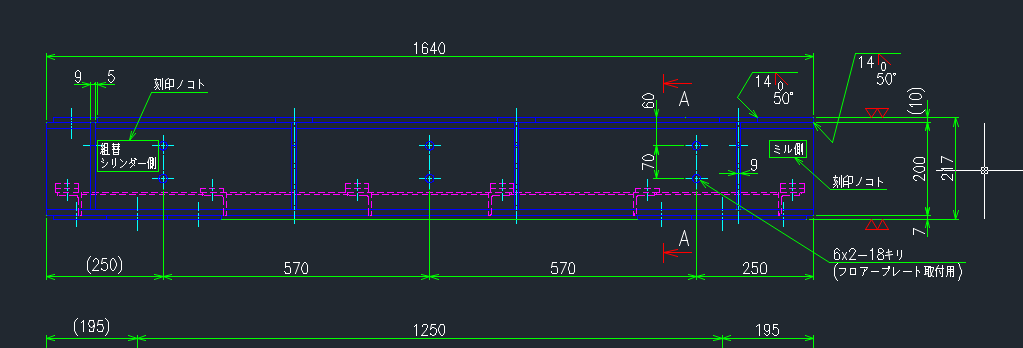 1640
9 5
刻印ノコト
14 0
50°
14 0
50°
A
60
(10)
組替
シリンダー側
ミル側
70
9
200
217
刻印ノコト
7
A
6x2-18キリ
(フロアープレート取付用)
(250)
570
570
250
(195)
1250
195